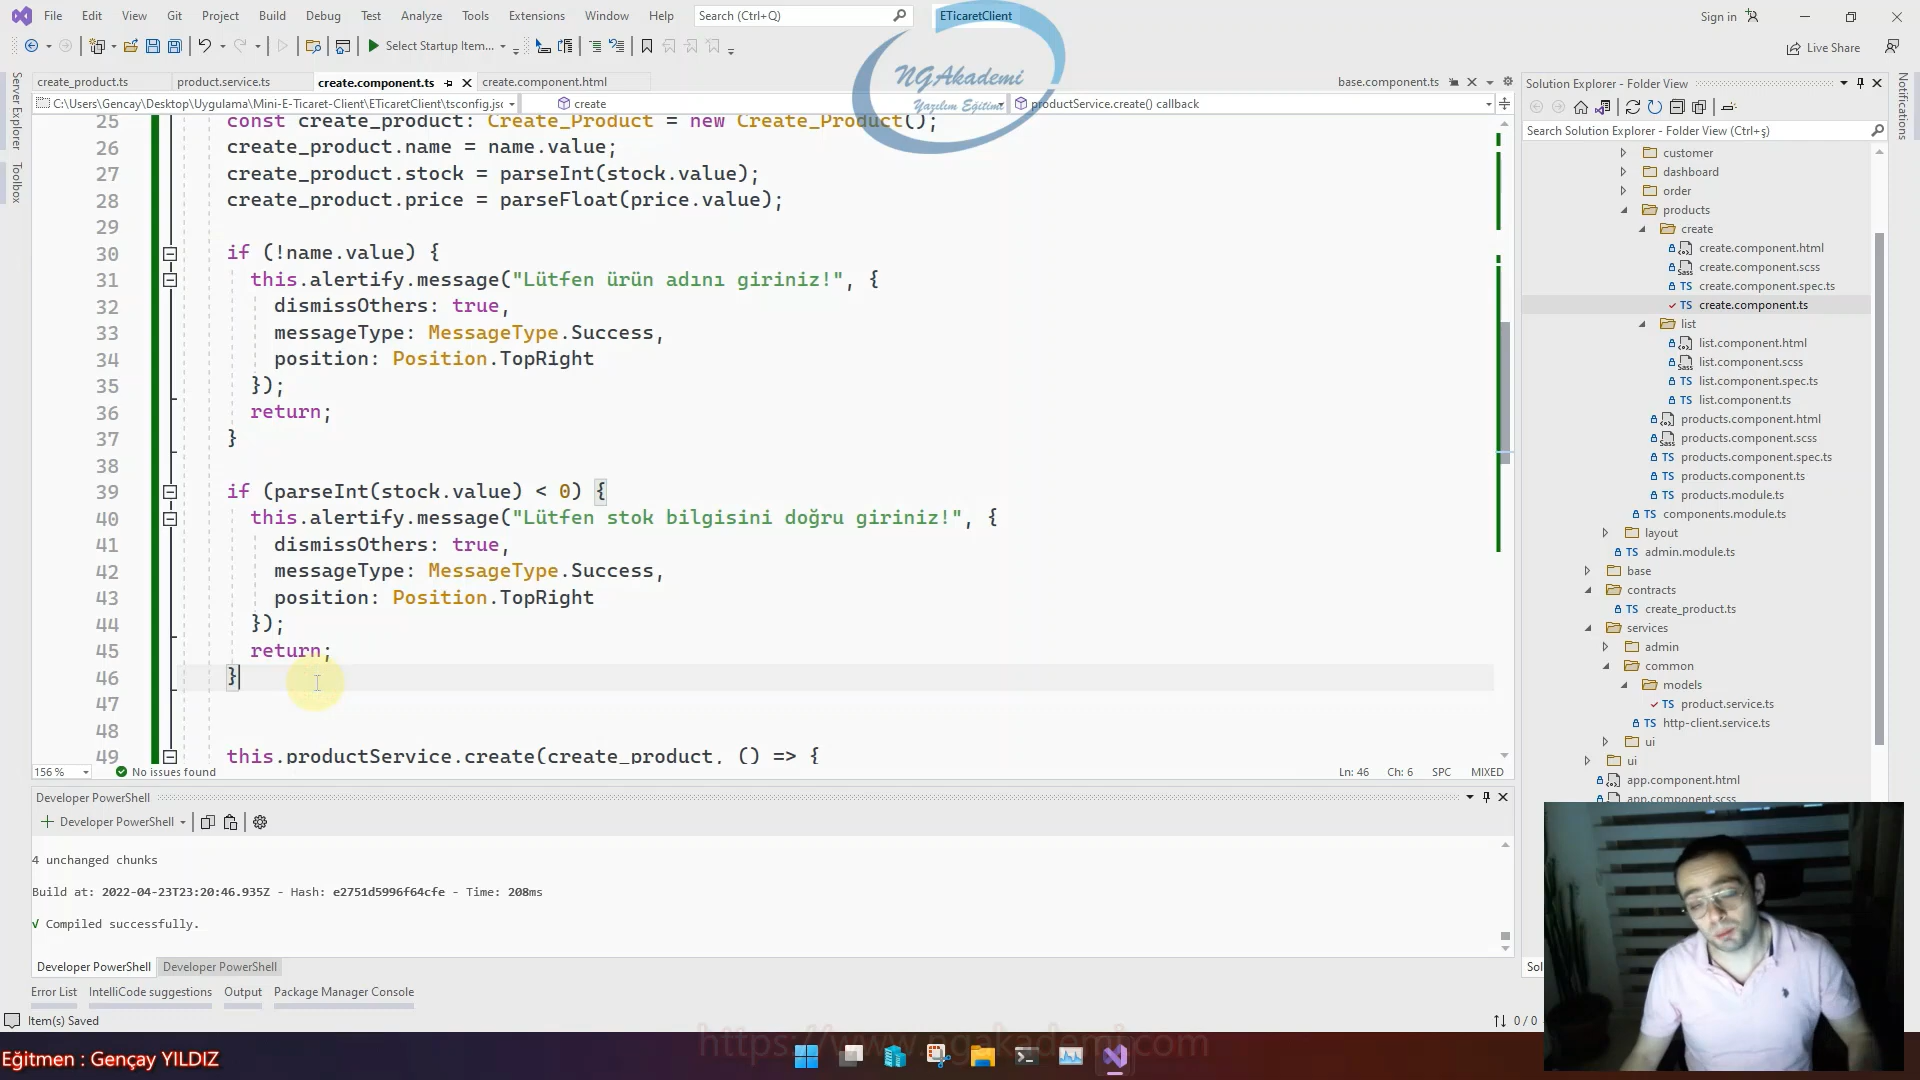 File Edit View Git Project Build Debug Test Analyze Tools Extensions Window Help Search (Ctrl+Q) ETicaretClient Sign in
Select Startup Item... Live Share
NGAkademi
Yazılım Eğitimi
create_product.ts product.service.ts create.component.ts create.component.html base.component.ts
C:\Users\Gencay\Desktop\Uygulama\Mini-E-Ticaret-Client\ETicaretClient\tsconfig.jsc create productService.create() callback
25 const create_product: Create_Product = new Create_Product();
26 create_product.name = name.value;
27 create_product.stock = parseInt(stock.value);
28 create_product.price = parseFloat(price.value);
29
30 if (!name.value) {
31 this.alertify.message("Lütfen ürün adını giriniz!", {
32 dismissOthers: true,
33 messageType: MessageType.Success,
34 position: Position.TopRight
35 });
36 return;
37 }
38
39 if (parseInt(stock.value) < 0) {
40 this.alertify.message("Lütfen stok bilgisini doğru giriniz!", {
41 dismissOthers: true,
42 messageType: MessageType.Success,
43 position: Position.TopRight
44 });
45 return;
46 }
47
48
49 this.productService.create(create_product, () => {
156 % No issues found Ln: 46 Ch: 6 SPC MIXED
Developer PowerShell
Developer PowerShell
4 unchanged chunks
Build at: 2022-04-23T23:20:46.935Z - Hash: e2751d5996f64cfe - Time: 208ms
√ Compiled successfully.
Developer PowerShell Developer PowerShell
Error List IntelliCode suggestions Output Package Manager Console
Item(s) Saved 0 / 0
Server Explorer
Toolbox
Solution Explorer - Folder View
Search Solution Explorer - Folder View (Ctrl+ş)
customer
dashboard
order
products
create
create.component.html
create.component.scss
create.component.spec.ts
create.component.ts
list
list.component.html
list.component.scss
list.component.spec.ts
list.component.ts
products.component.html
products.component.scss
products.component.spec.ts
products.component.ts
products.module.ts
components.module.ts
layout
admin.module.ts
base
contracts
create_product.ts
services
admin
common
models
product.service.ts
http-client.service.ts
ui
ui
app.component.html
app.component.scss
Sol
Notifications
https://www.ngakademi.com
Eğitmen : Gençay YILDIZ